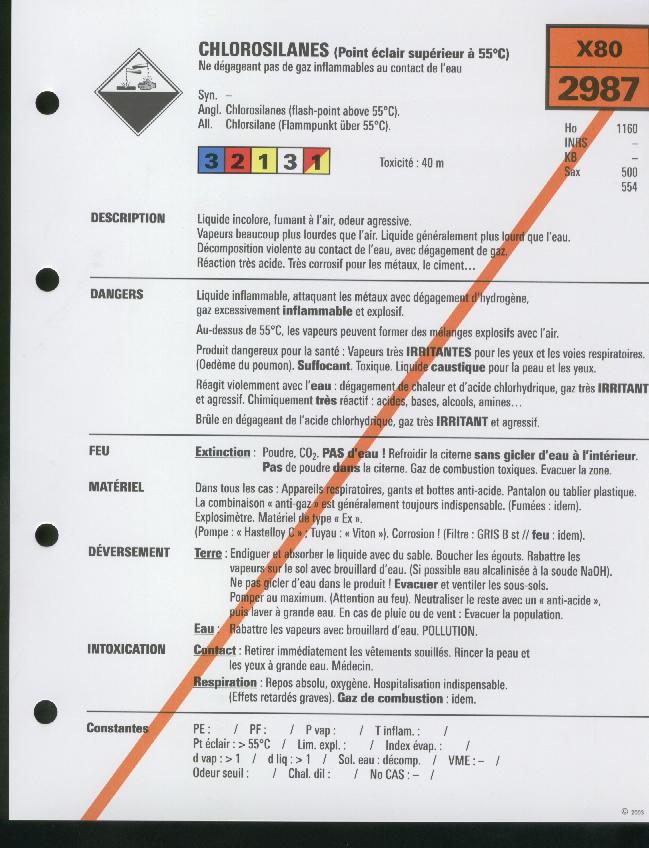 CHLOROSILANES (Point éclair supérieur à 55°C)
Ne dégageant pas de gaz inflammables au contact de l'eau
X80
2987
Syn. –
Angl. Chlorosilanes (flash-point above 55°C).
All. Chlorsilane (Flammpunkt über 55°C).
3 2 1 3 1
Toxicité : 40 m
Ho 1160
INRS –
KB –
Sax 500
554
DESCRIPTION
Liquide incolore, fumant à l'air, odeur agressive.
Vapeurs beaucoup plus lourdes que l'air. Liquide généralement plus lourd que l'eau.
Décomposition violente au contact de l'eau, avec dégagement de gaz.
Réaction très acide. Très corrosif pour les métaux, le ciment…
DANGERS
Liquide inflammable, attaquant les métaux avec dégagement d'hydrogène,
gaz excessivement inflammable et explosif.
Au-dessus de 55°C, les vapeurs peuvent former des mélanges explosifs avec l'air.
Produit dangereux pour la santé : Vapeurs très IRRITANTES pour les yeux et les voies respiratoires.
(Oedème du poumon). Suffocant. Toxique. Liquide caustique pour la peau et les yeux.
Réagit violemment avec l'eau : dégagement de chaleur et d'acide chlorhydrique, gaz très IRRITANT
et agressif. Chimiquement très réactif : acides, bases, alcools, amines…
Brûle en dégageant de l'acide chlorhydrique, gaz très IRRITANT et agressif.
FEU
Extinction : Poudre, CO2. PAS d'eau ! Refroidir la citerne sans gicler d'eau à l'intérieur.
Pas de poudre dans la citerne. Gaz de combustion toxiques. Evacuer la zone.
MATÉRIEL
Dans tous les cas : Appareils respiratoires, gants et bottes anti-acide. Pantalon ou tablier plastique.
La combinaison « anti-gaz » est généralement toujours indispensable. (Fumées : idem).
Explosimètre. Matériel de type « Ex ».
(Pompe : « Hastelloy C » ; Tuyau : « Viton »). Corrosion ! (Filtre : GRIS B st // feu : idem).
DÉVERSEMENT
Terre : Endiguer et absorber le liquide avec du sable. Boucher les égouts. Rabattre les
vapeurs sur le sol avec brouillard d'eau. (Si possible eau alcalinisée à la soude NaOH).
Ne pas gicler d'eau dans le produit ! Evacuer et ventiler les sous-sols.
Pomper au maximum. (Attention au feu). Neutraliser le reste avec un « anti-acide »,
puis laver à grande eau. En cas de pluie ou de vent : Evacuer la population.
Eau : Rabattre les vapeurs avec brouillard d'eau. POLLUTION.
INTOXICATION
Contact : Retirer immédiatement les vêtements souillés. Rincer la peau et
les yeux à grande eau. Médecin.
Respiration : Repos absolu, oxygène. Hospitalisation indispensable.
(Effets retardés graves). Gaz de combustion : idem.
Constantes
PE : / PF : / P vap : / T inflam. : /
Pt éclair : > 55°C / Lim. expl. : / Index évap. : /
d vap : > 1 / d liq : > 1 / Sol. eau : décomp. / VME : – /
Odeur seuil : / Chal. dil : / No CAS : – /
© 2003